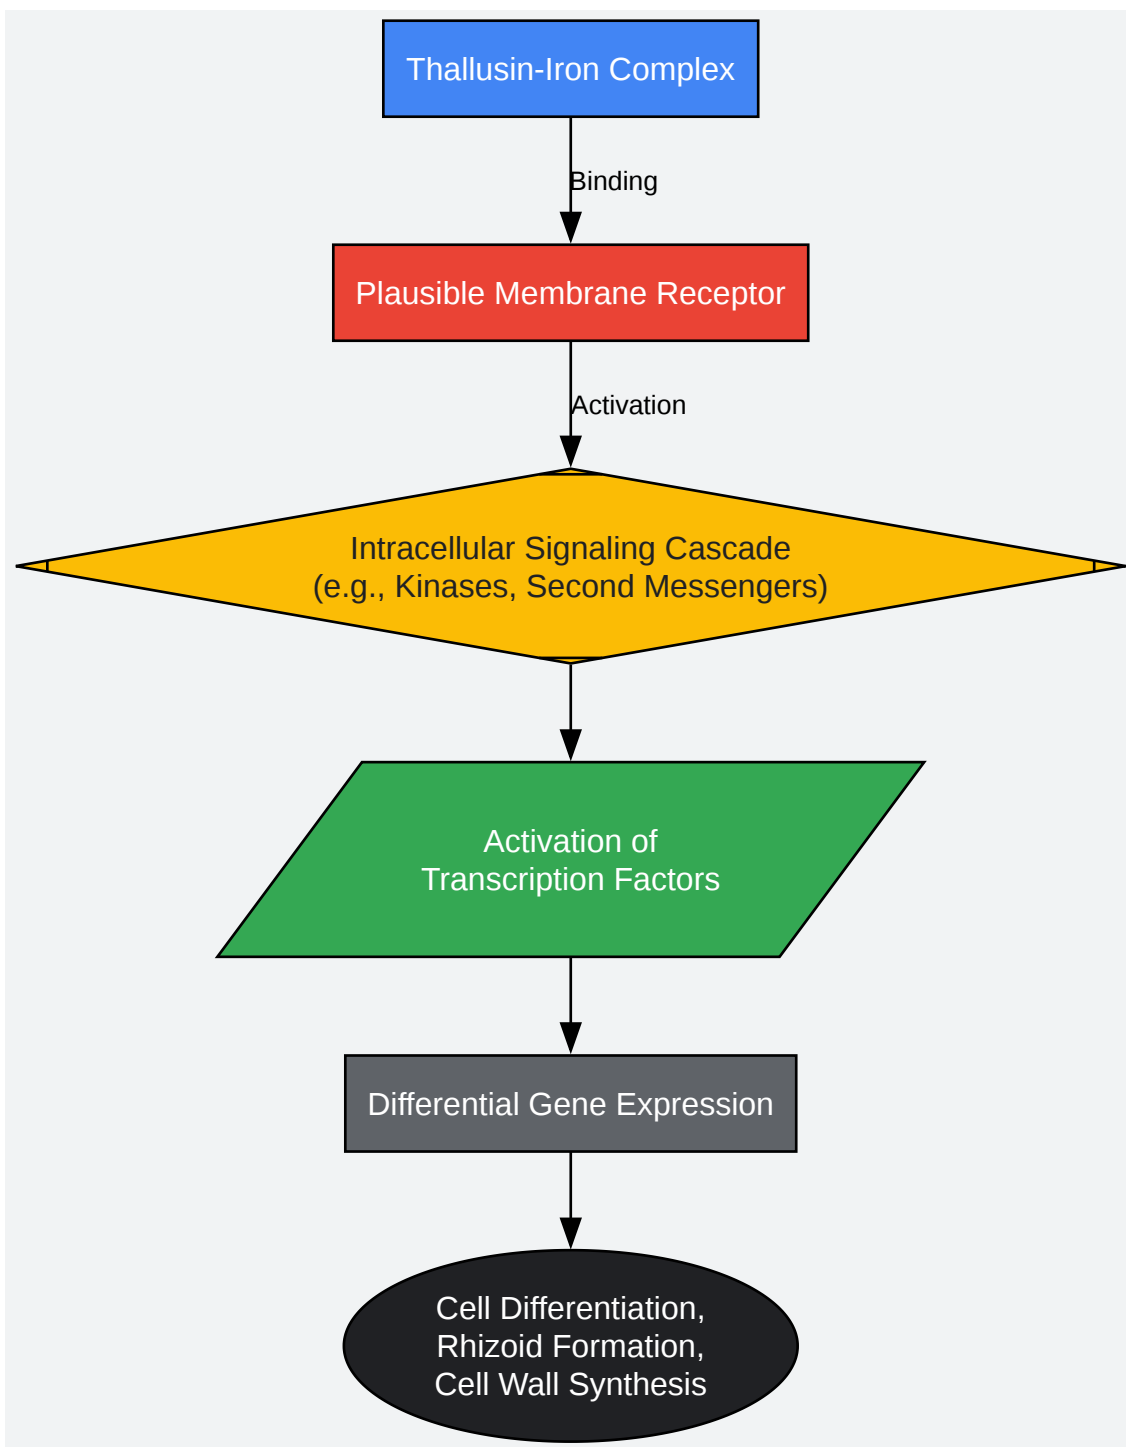 Thallusin-Iron Complex
Binding
Plausible Membrane Receptor
Activation
Intracellular Signaling Cascade
(e.g., Kinases, Second Messengers)
Activation of
Transcription Factors
Differential Gene Expression
Cell Differentiation,
Rhizoid Formation,
Cell Wall Synthesis